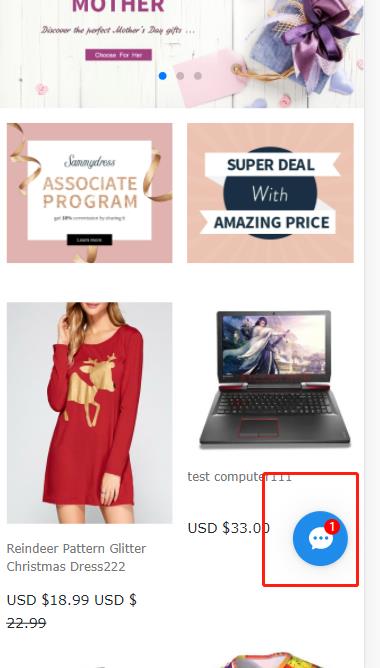 MOTHER
Discover the perfect Mother's Day gifts ...
Choose For Her
Sammydress
ASSOCIATE
PROGRAM
get 10% commission by sharing it
Learn more
SUPER DEAL
With
AMAZING PRICE
test computer111
USD $33.00
1
Reindeer Pattern Glitter
Christmas Dress222
USD $18.99 USD $
22.99